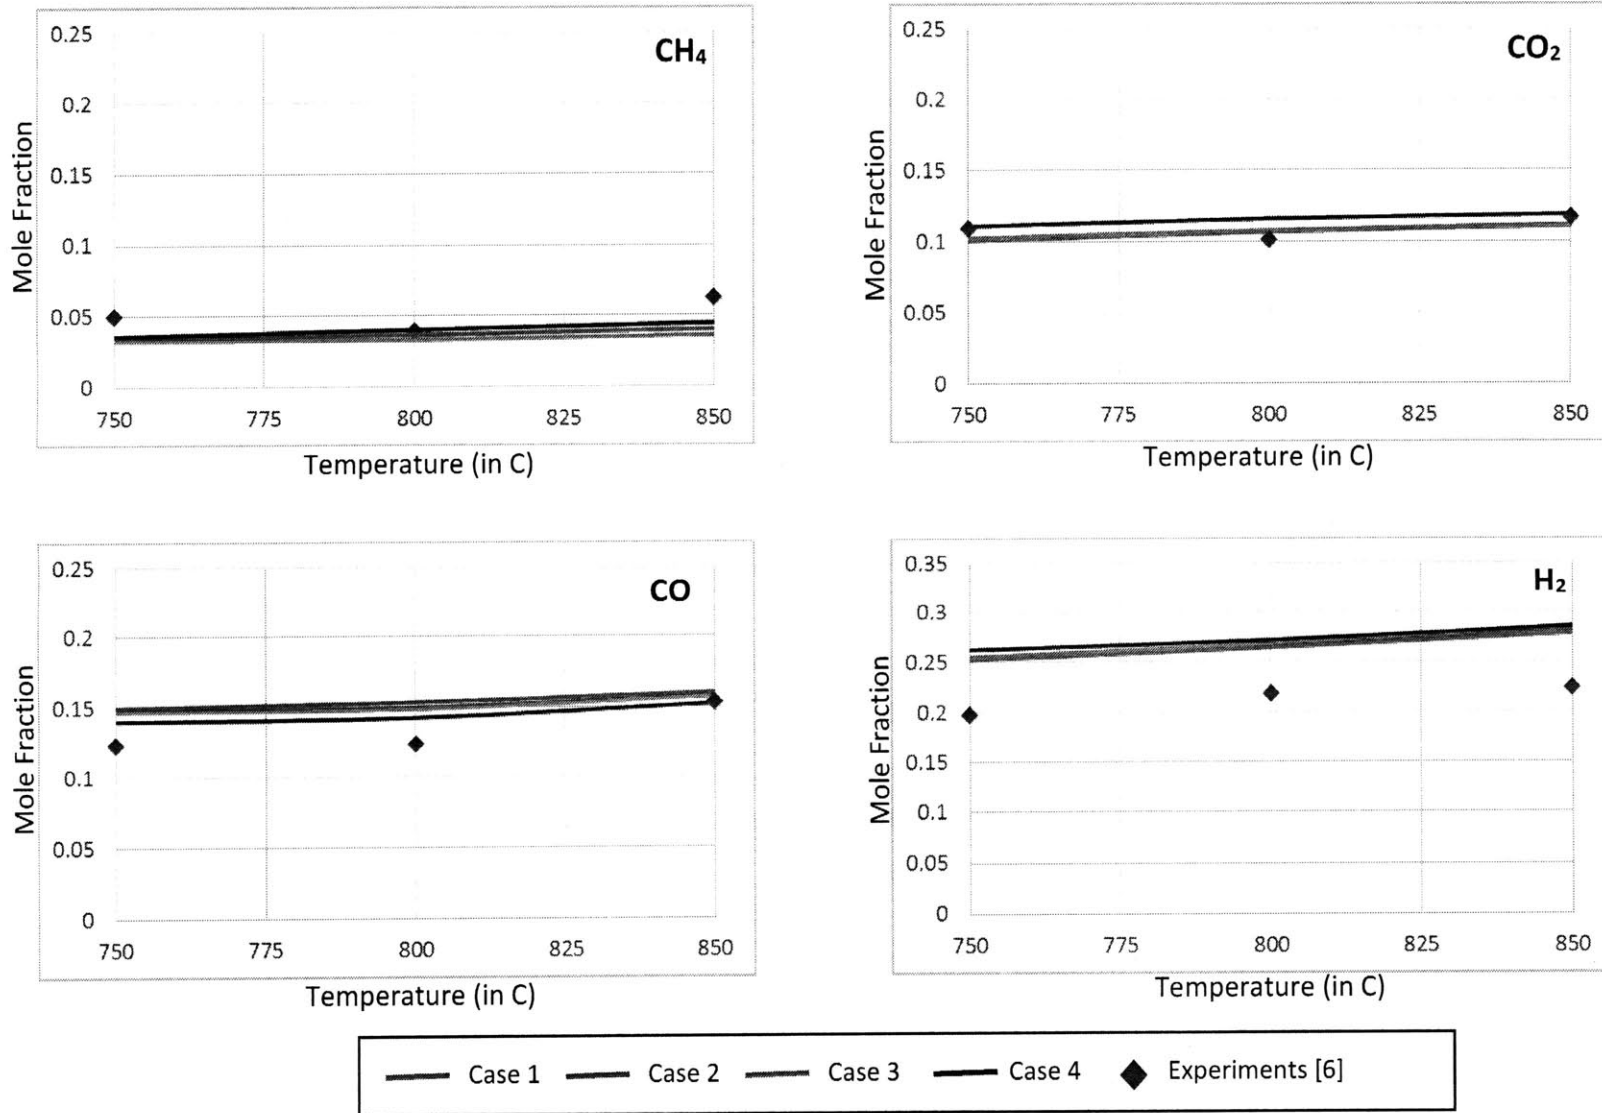 CH₄
0.25
0.2
0.15
0.1
0.05
0
Mole Fraction
750 775 800 825 850
Temperature (in C)
CO₂
0.25
0.2
0.15
0.1
0.05
0
Mole Fraction
750 775 800 825 850
Temperature (in C)
CO
0.25
0.2
0.15
0.1
0.05
0
Mole Fraction
750 775 800 825 850
Temperature (in C)
H₂
0.35
0.3
0.25
0.2
0.15
0.1
0.05
0
Mole Fraction
750 775 800 825 850
Temperature (in C)
Case 1 Case 2 Case 3 Case 4 Experiments [6]